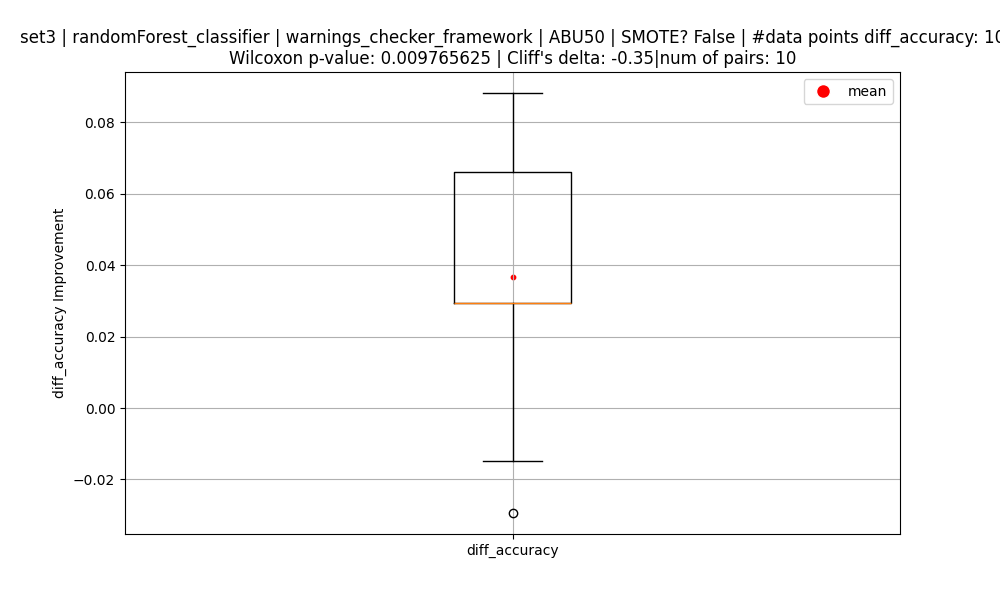 set3 | randomForest_classifier | warnings_checker_framework | ABU50 | SMOTE? False | #data points diff_accuracy: 10
Wilcoxon p-value: 0.009765625 | Cliff's delta: -0.35|num of pairs: 10
mean
0.08
0.06
0.04
0.02
0.00
−0.02
diff_accuracy Improvement
diff_accuracy